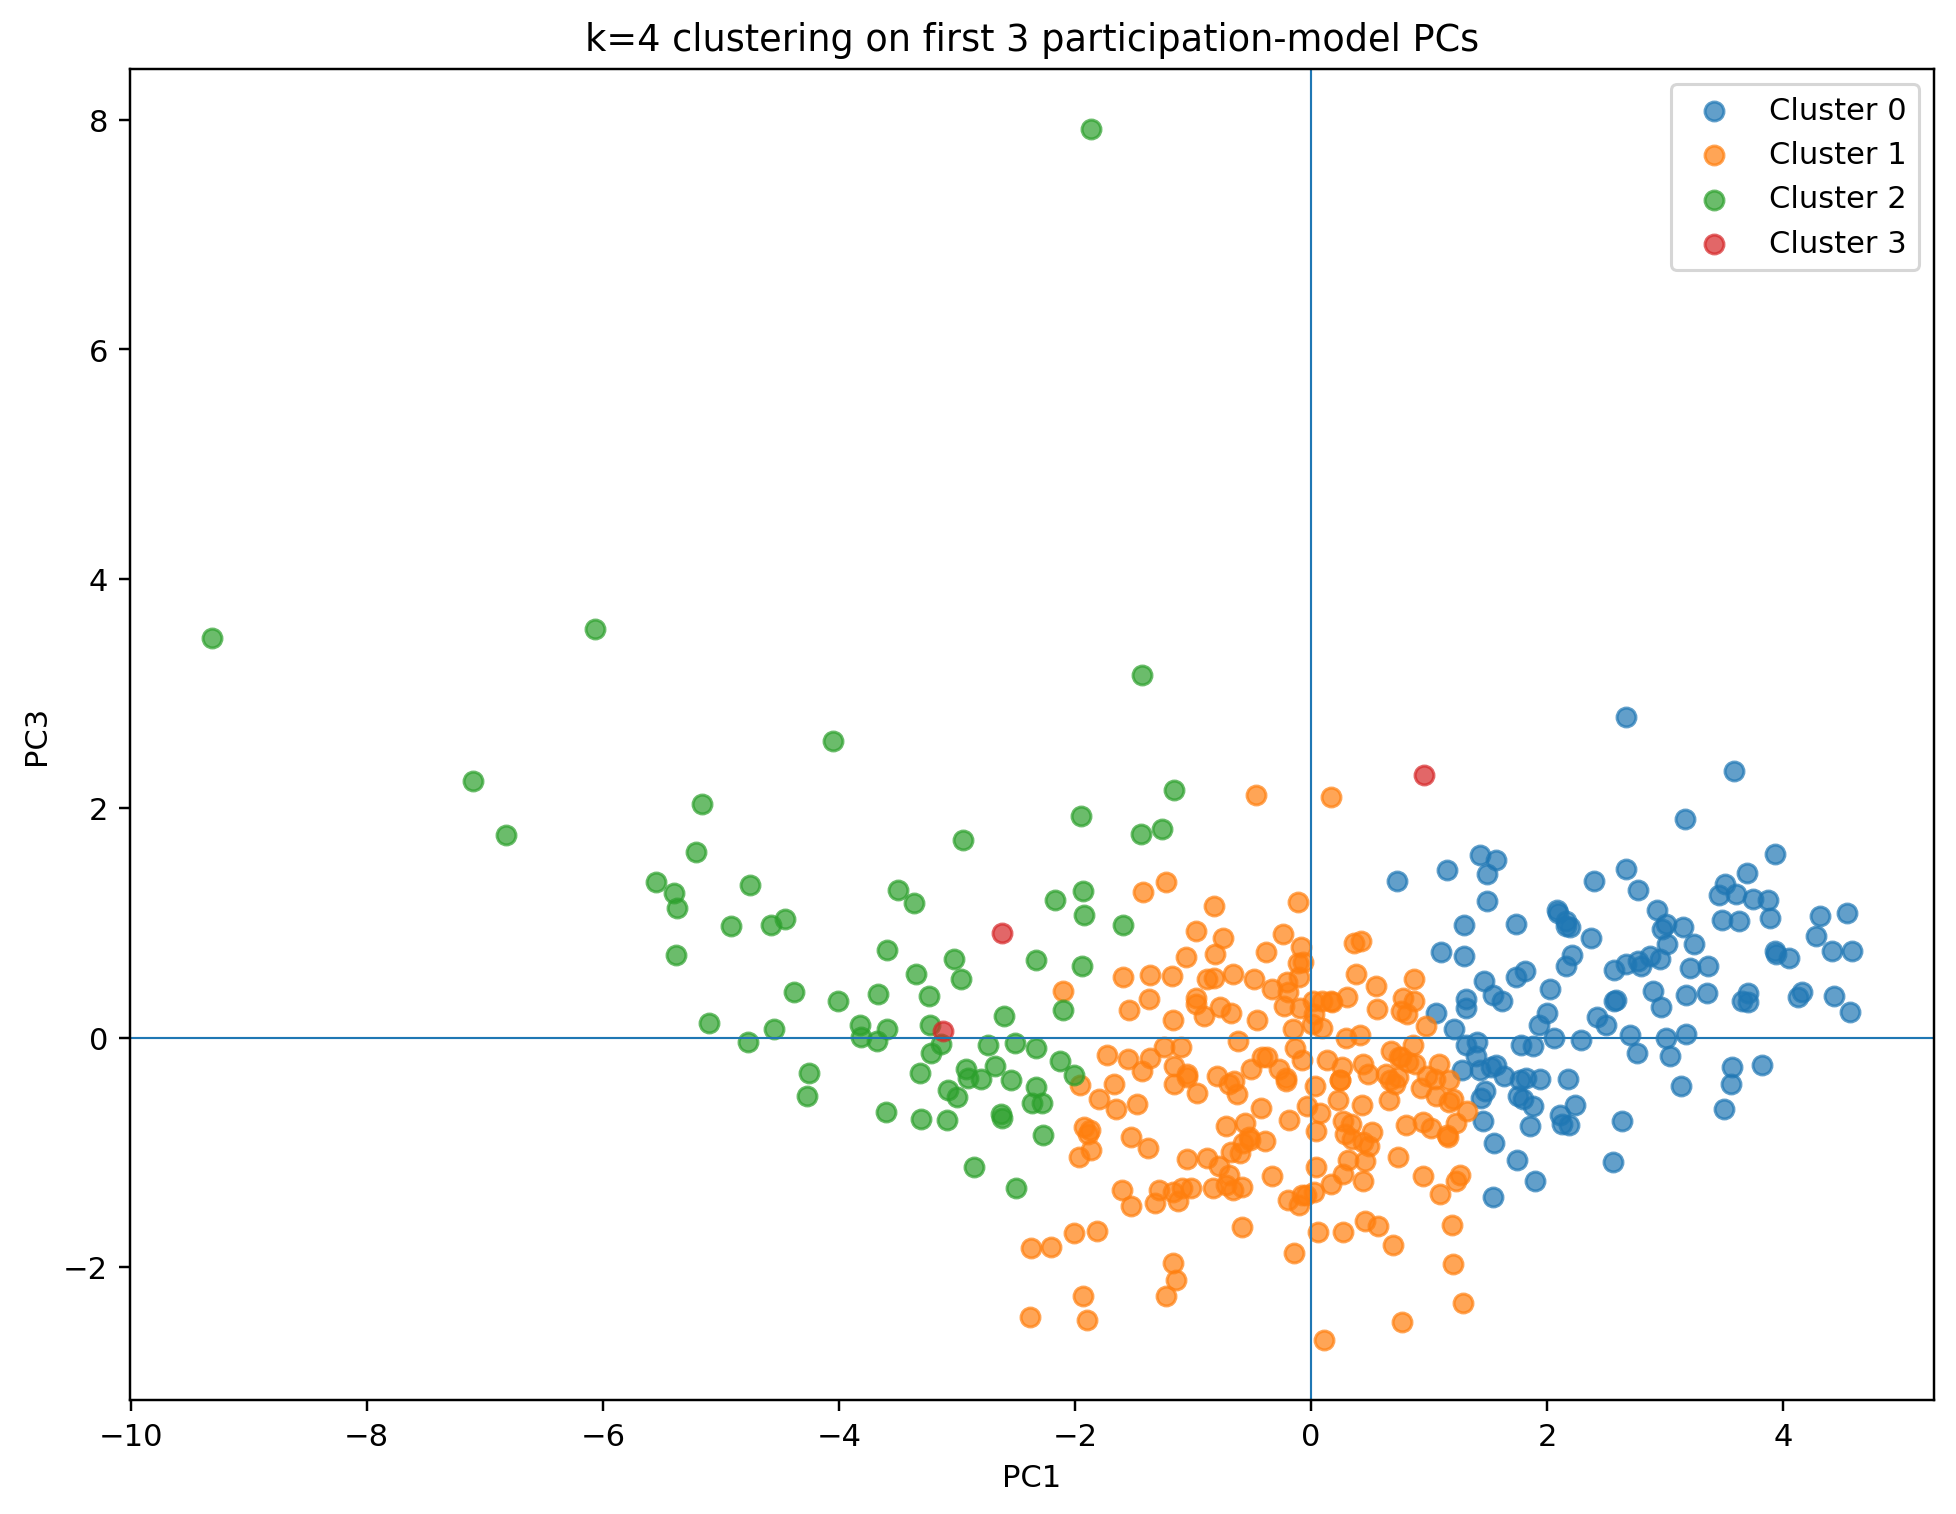 k=4 clustering on first 3 participation-model PCs
Cluster 0
Cluster 1
Cluster 2
Cluster 3
8
6
4
2
0
−2
PC3
−10
−8
−6
−4
−2
0
2
4
PC1